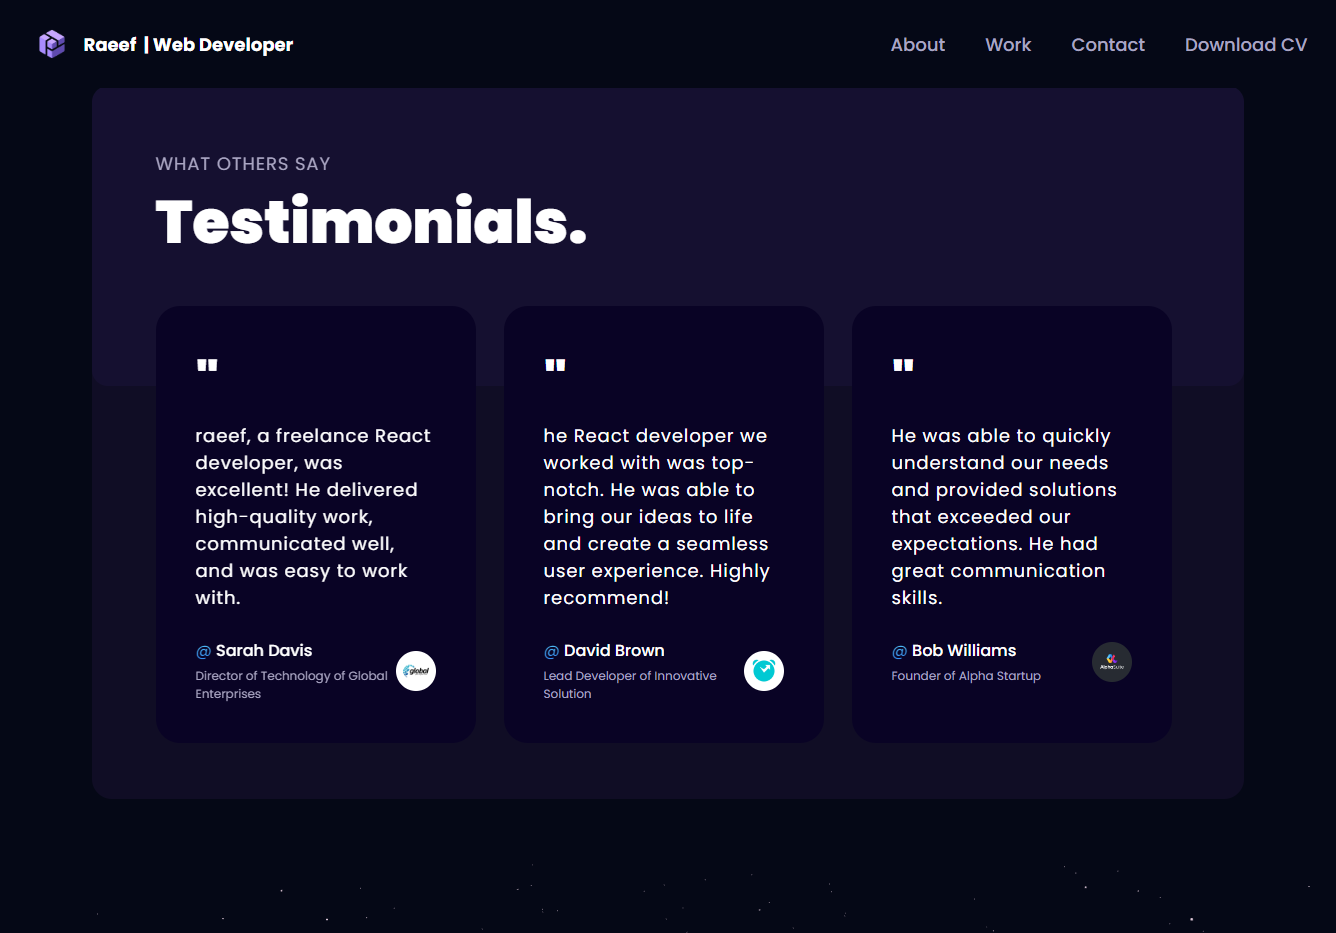 Raeef | Web Developer
About
Work
Contact
Download CV
WHAT OTHERS SAY
Testimonials.
"
raeef, a freelance React
developer, was
excellent! He delivered
high-quality work,
communicated well,
and was easy to work
with.
@ Sarah Davis
Director of Technology of Global
Enterprises
global
"
he React developer we
worked with was top-
notch. He was able to
bring our ideas to life
and create a seamless
user experience. Highly
recommend!
@ David Brown
Lead Developer of Innovative
Solution
"
He was able to quickly
understand our needs
and provided solutions
that exceeded our
expectations. He had
great communication
skills.
@ Bob Williams
Founder of Alpha Startup